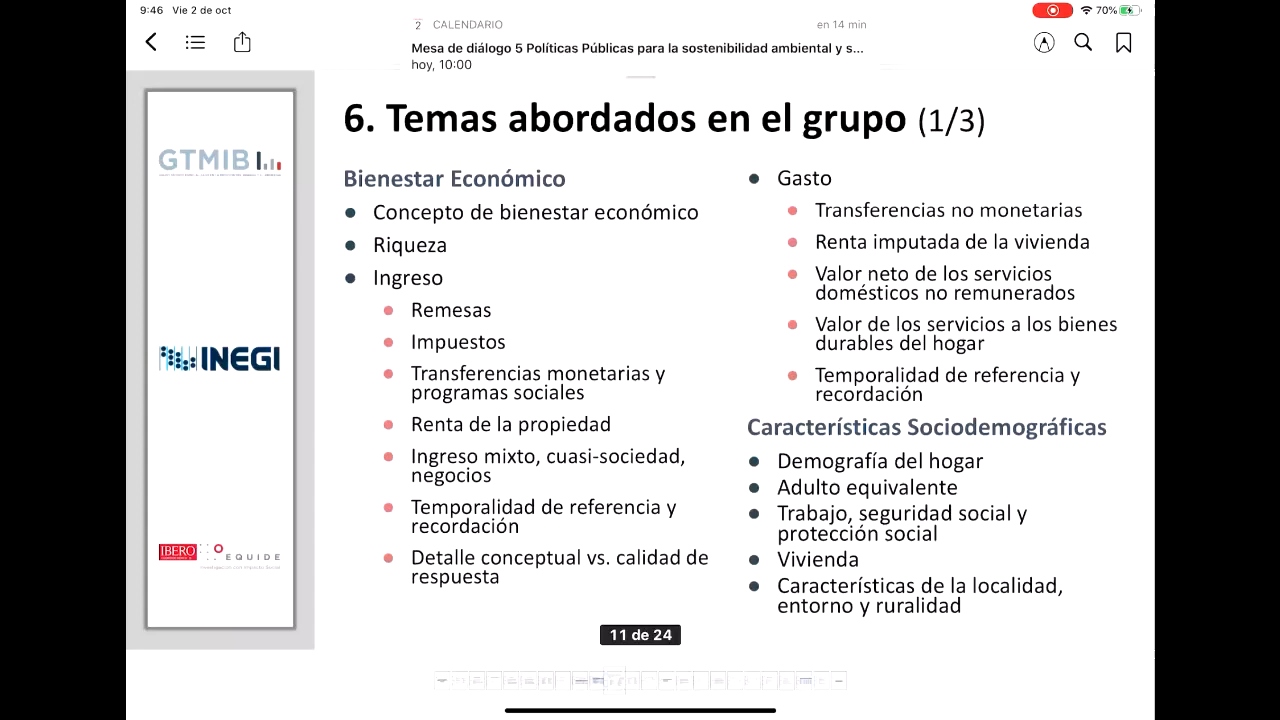 9:46 Vie 2 de oct
2 CALENDARIO en 14 min
70%
Mesa de diálogo 5 Políticas Públicas para la sostenibilidad ambiental y s...
hoy, 10:00
GTMIB
INEGI
IBERO
EQUIDE
6. Temas abordados en el grupo (1/3)
Bienestar Económico
Concepto de bienestar económico
Riqueza
Ingreso
Remesas
Impuestos
Transferencias monetarias y
programas sociales
Renta de la propiedad
Ingreso mixto, cuasi-sociedad,
negocios
Temporalidad de referencia y
recordación
Detalle conceptual vs. calidad de
respuesta
Gasto
Transferencias no monetarias
Renta imputada de la vivienda
Valor neto de los servicios
domésticos no remunerados
Valor de los servicios a los bienes
durables del hogar
Temporalidad de referencia y
recordación
Características Sociodemográficas
Demografía del hogar
Adulto equivalente
Trabajo, seguridad social y
protección social
Vivienda
Características de la localidad,
entorno y ruralidad
11 de 24